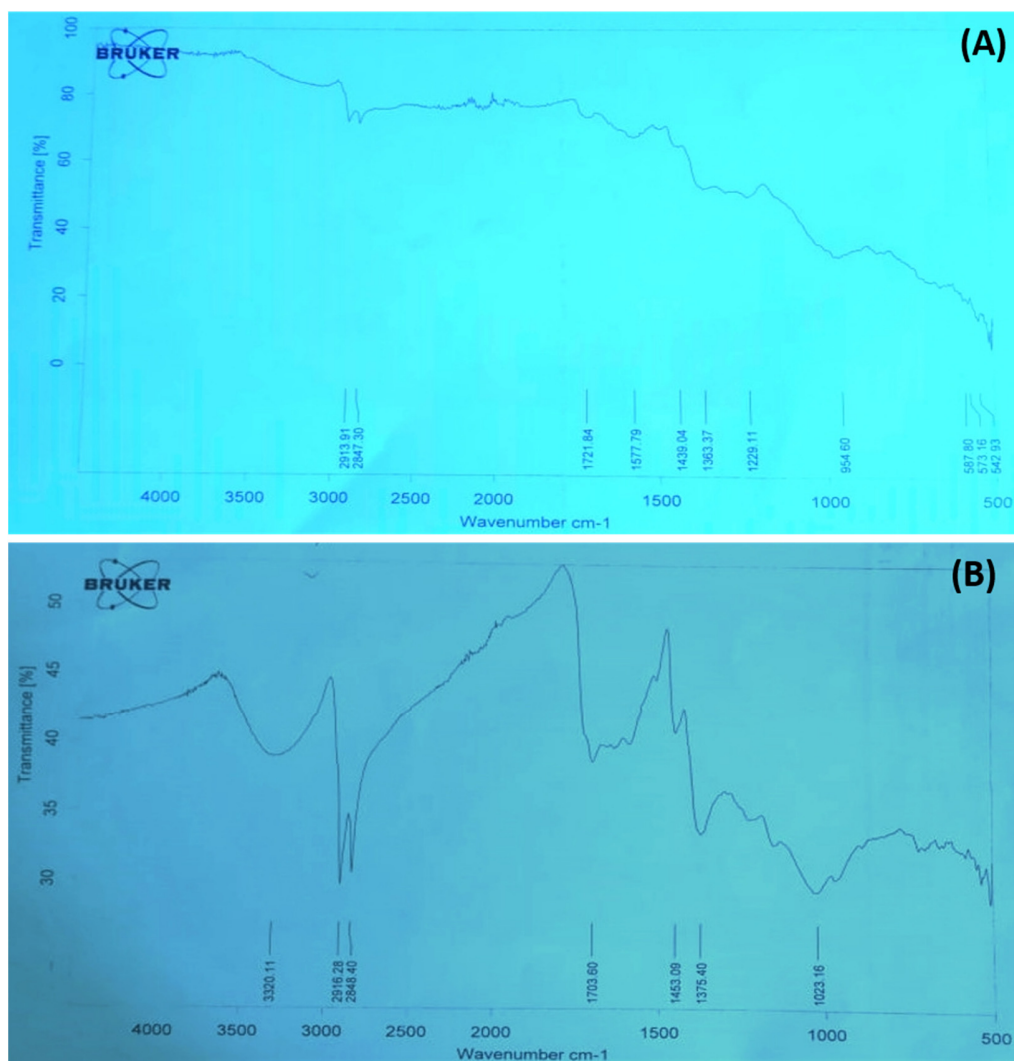 (A)
BRUKER
Transmittance [%]
100
80
60
40
20
0
2913.91
2847.30
1721.84
1577.79
1439.04
1363.37
1229.11
954.60
587.80
573.16
542.93
4000 3500 3000 2500 2000 1500 1000 500
Wavenumber cm-1
(B)
BRUKER
Transmittance [%]
50
45
40
35
30
3320.11
2916.28
2848.40
1703.60
1453.09
1375.40
1023.16
4000 3500 3000 2500 2000 1500 1000 500
Wavenumber cm-1